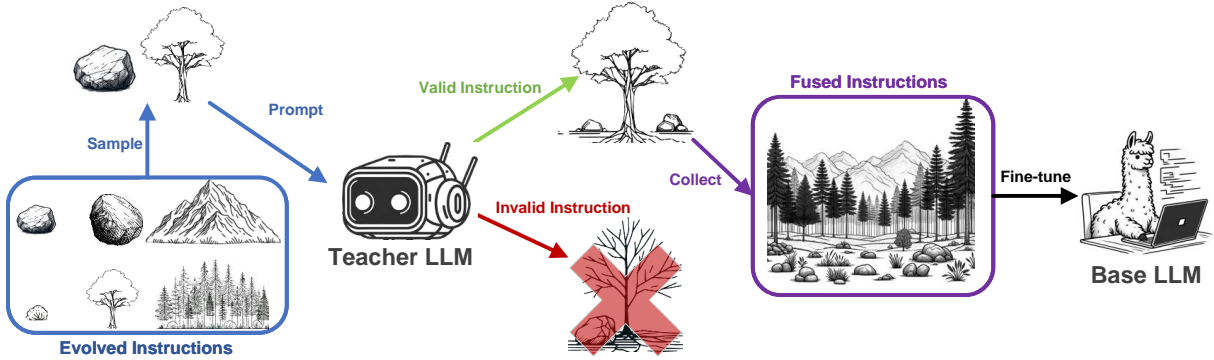 Sample
Prompt
Evolved Instructions
Teacher LLM
Valid Instruction
Invalid Instruction
Collect
Fused Instructions
Fine-tune
Base LLM